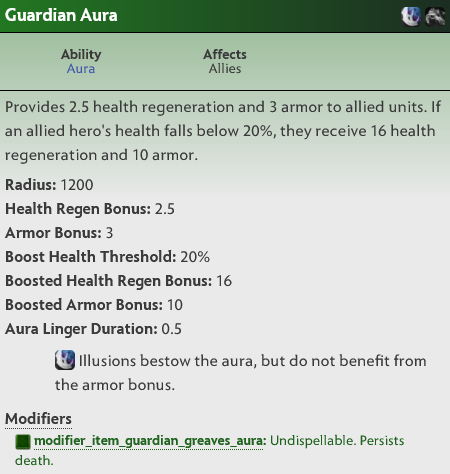 Guardian Aura
Ability Affects
Aura Allies
Provides 2.5 health regeneration and 3 armor to allied units. If
an allied hero's health falls below 20%, they receive 16 health
regeneration and 10 armor.
Radius: 1200
Health Regen Bonus: 2.5
Armor Bonus: 3
Boost Health Threshold: 20%
Boosted Health Regen Bonus: 16
Boosted Armor Bonus: 10
Aura Linger Duration: 0.5
Illusions bestow the aura, but do not benefit from
the armor bonus.
Modifiers
modifier_item_guardian_greaves_aura: Undispellable. Persists
death.